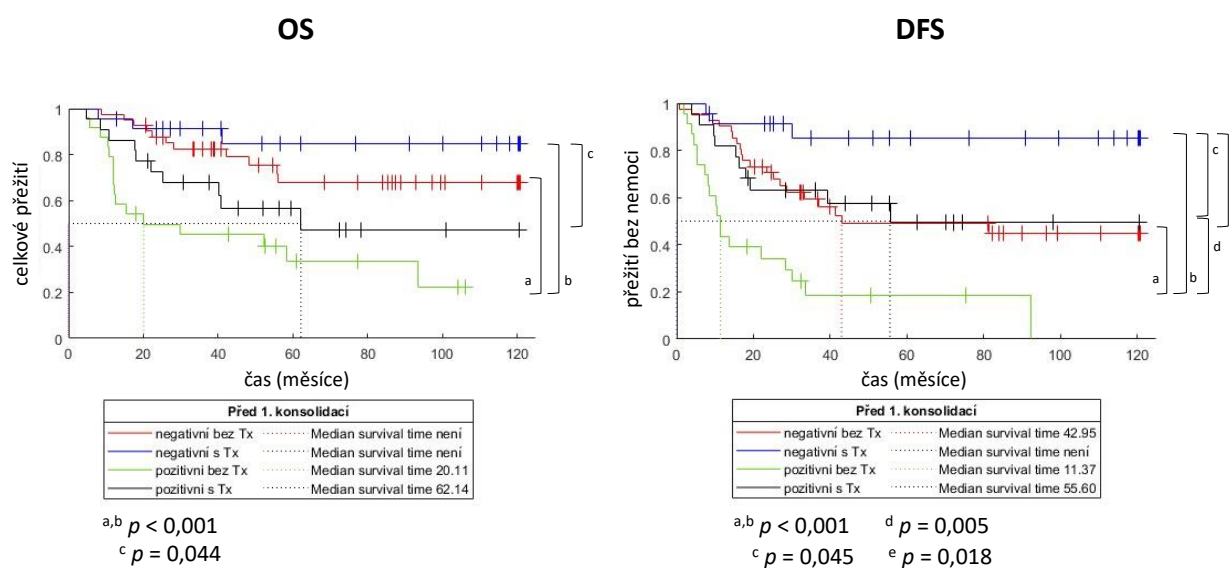 OS
celkové přežití
1
0.8
0.6
0.4
0.2
0
0 20 40 60 80 100 120
čas (měsíce)
a
b
c
Před 1. konsolidací
negativní bez Tx Median survival time není
negativní s Tx Median survival time není
pozitivní bez Tx Median survival time 20.11
pozitivní s Tx Median survival time 62.14
a,b p < 0,001
c p = 0,044
DFS
přežití bez nemoci
1
0.8
0.6
0.4
0.2
0
0 20 40 60 80 100 120
čas (měsíce)
a
b
c
d
Před 1. konsolidací
negativní bez Tx Median survival time 42.95
negativní s Tx Median survival time není
pozitivní bez Tx Median survival time 11.37
pozitivní s Tx Median survival time 55.60
a,b p < 0,001 d p = 0,005
c p = 0,045 e p = 0,018